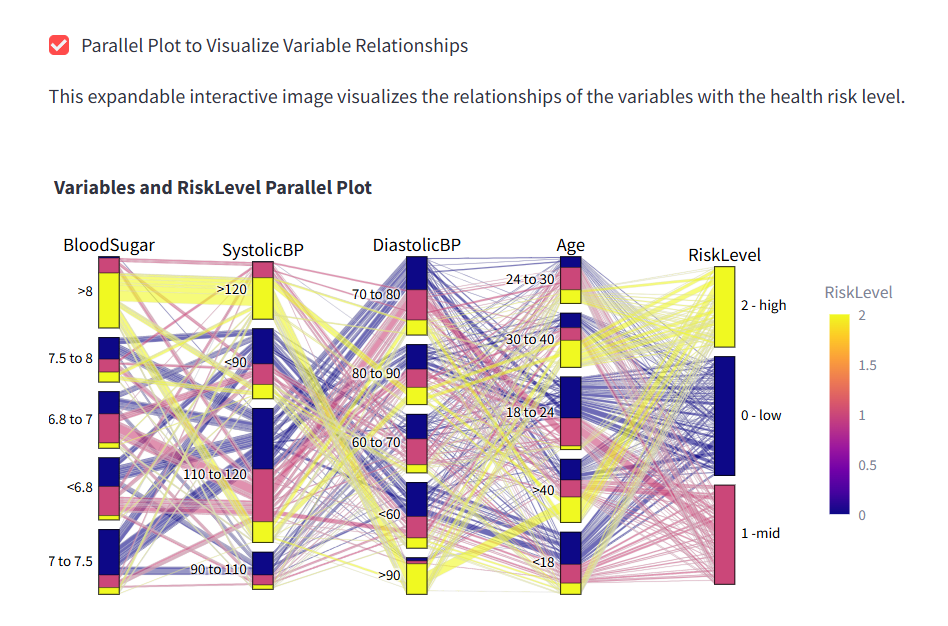 Parallel Plot to Visualize Variable Relationships
This expandable interactive image visualizes the relationships of the variables with the health risk level.
Variables and RiskLevel Parallel Plot
BloodSugar
>8
7.5 to 8
6.8 to 7
<6.8
7 to 7.5
SystolicBP
>120
<90
110 to 120
90 to 110
DiastolicBP
70 to 80
80 to 90
60 to 70
<60
>90
Age
24 to 30
30 to 40
18 to 24
>40
<18
RiskLevel
2 - high
0 - low
1 -mid
RiskLevel
2
1.5
1
0.5
0